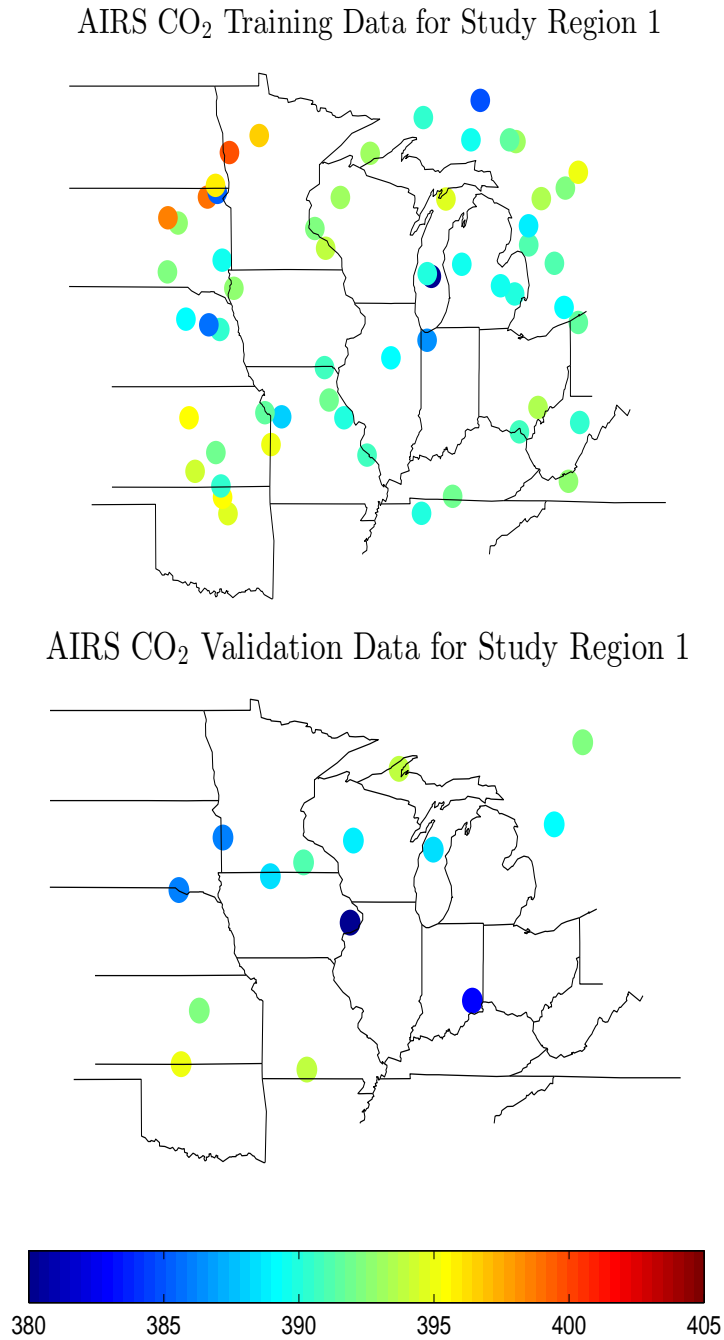 AIRS CO₂ Training Data for Study Region 1
AIRS CO₂ Validation Data for Study Region 1
380 385 390 395 400 405